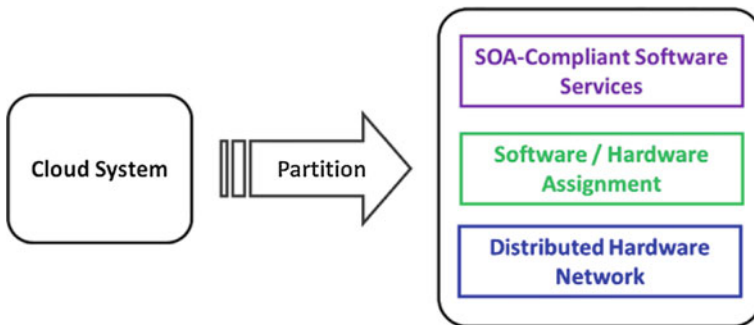 Cloud System
Partition
SOA-Compliant Software
Services
Software / Hardware
Assignment
Distributed Hardware
Network